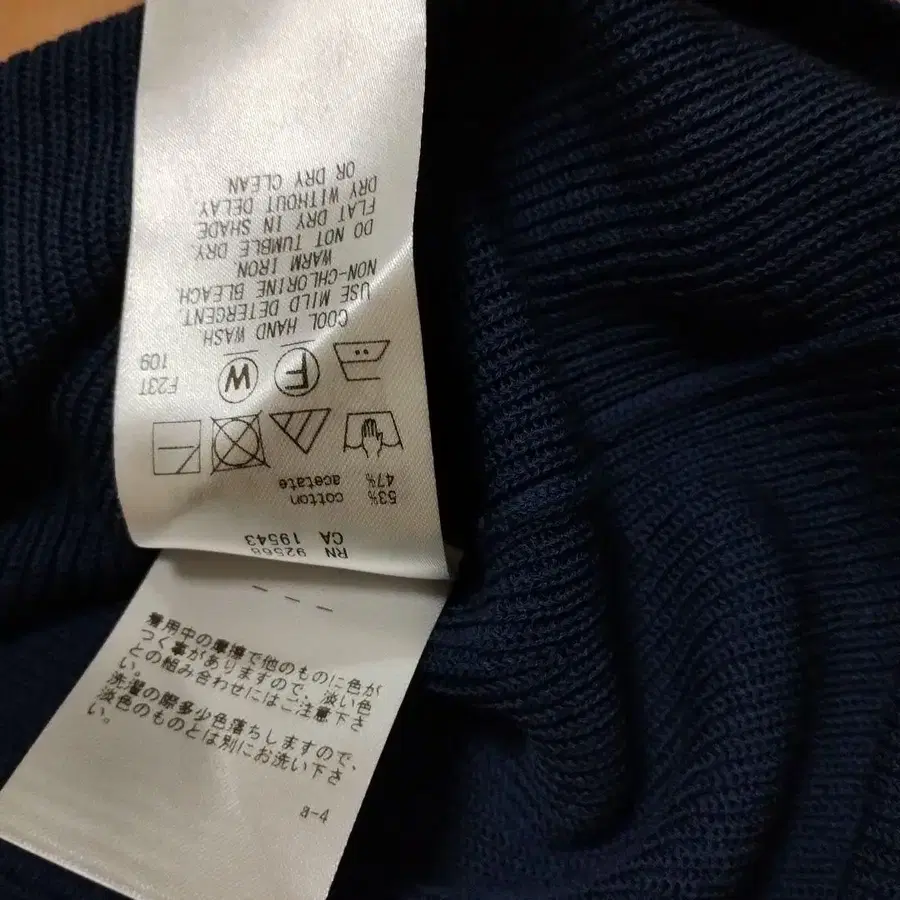 RN 92568
CA 19543
53% cotton
47% acetate
F W F23T
109
COOL HAND WASH
USE MILD DETERGENT.
NON-CHLORINE BLEACH.
WARM IRON.
DO NOT TUMBLE DRY.
FLAT DRY IN SHADE
DRY WITHOUT DELAY.
OR DRY CLEAN.
着用中の摩擦で他のものに色が
つく事がありますので、淡い色
との組み合わせにはご注意下さ
い。
洗濯の際多少色落ちしますので、
淡色のものとは別にお洗い下さ
い。
a-4